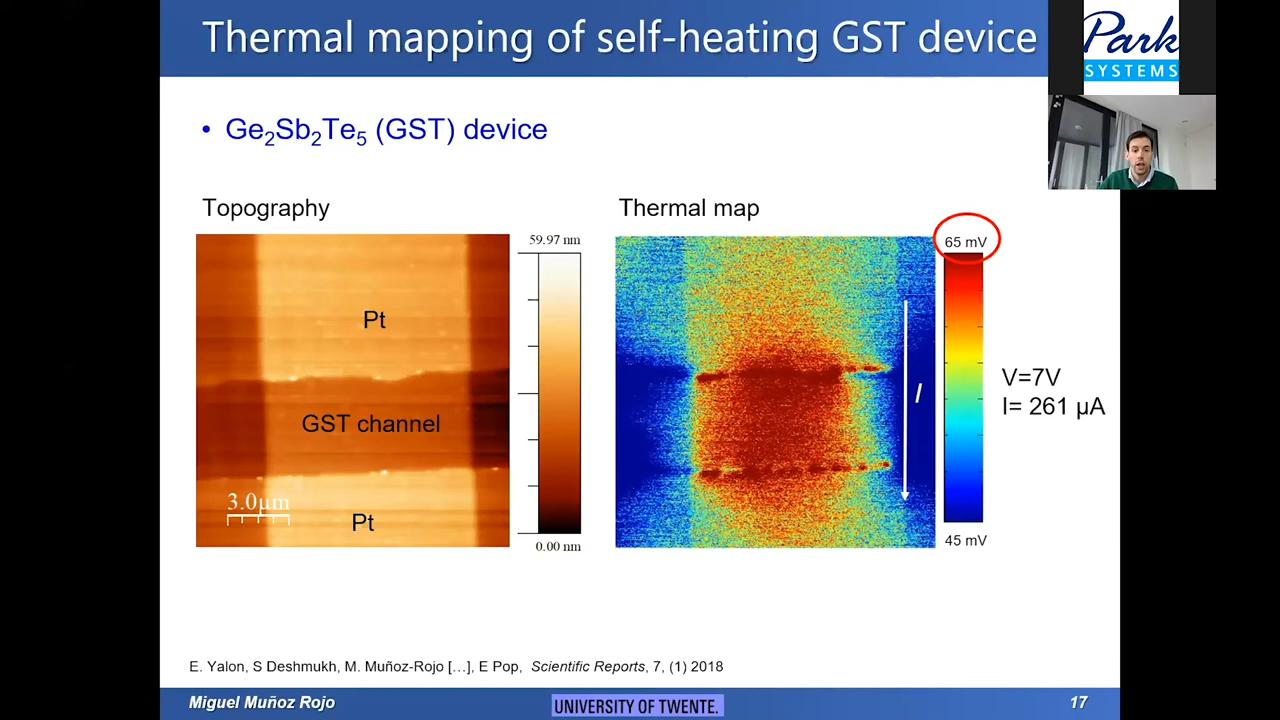 Thermal mapping of self-heating GST device
Park
SYSTEMS
• Ge₂Sb₂Te₅ (GST) device
Topography
Thermal map
59.97 nm
65 mV
Pt
GST channel
I
V=7V
I= 261 µA
3.0µm
Pt
0.00 nm
45 mV
E. Yalon, S Deshmukh, M. Muñoz-Rojo […], E Pop, Scientific Reports, 7, (1) 2018
Miguel Muñoz Rojo
UNIVERSITY OF TWENTE.
17